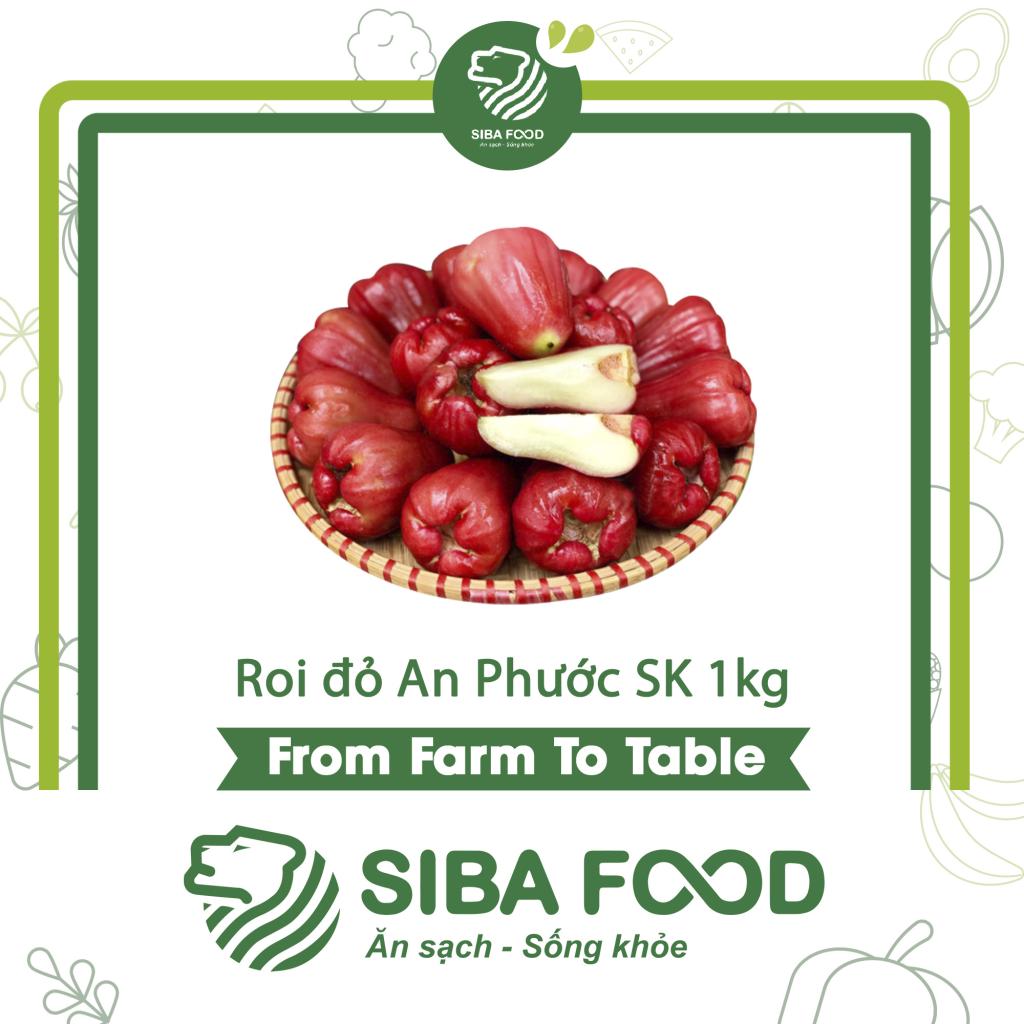 SIBA FOOD
Ăn sạch - Sống khỏe
Roi đỏ An Phước SK 1kg
From Farm To Table
SIBA FOOD
Ăn sạch - Sống khỏe